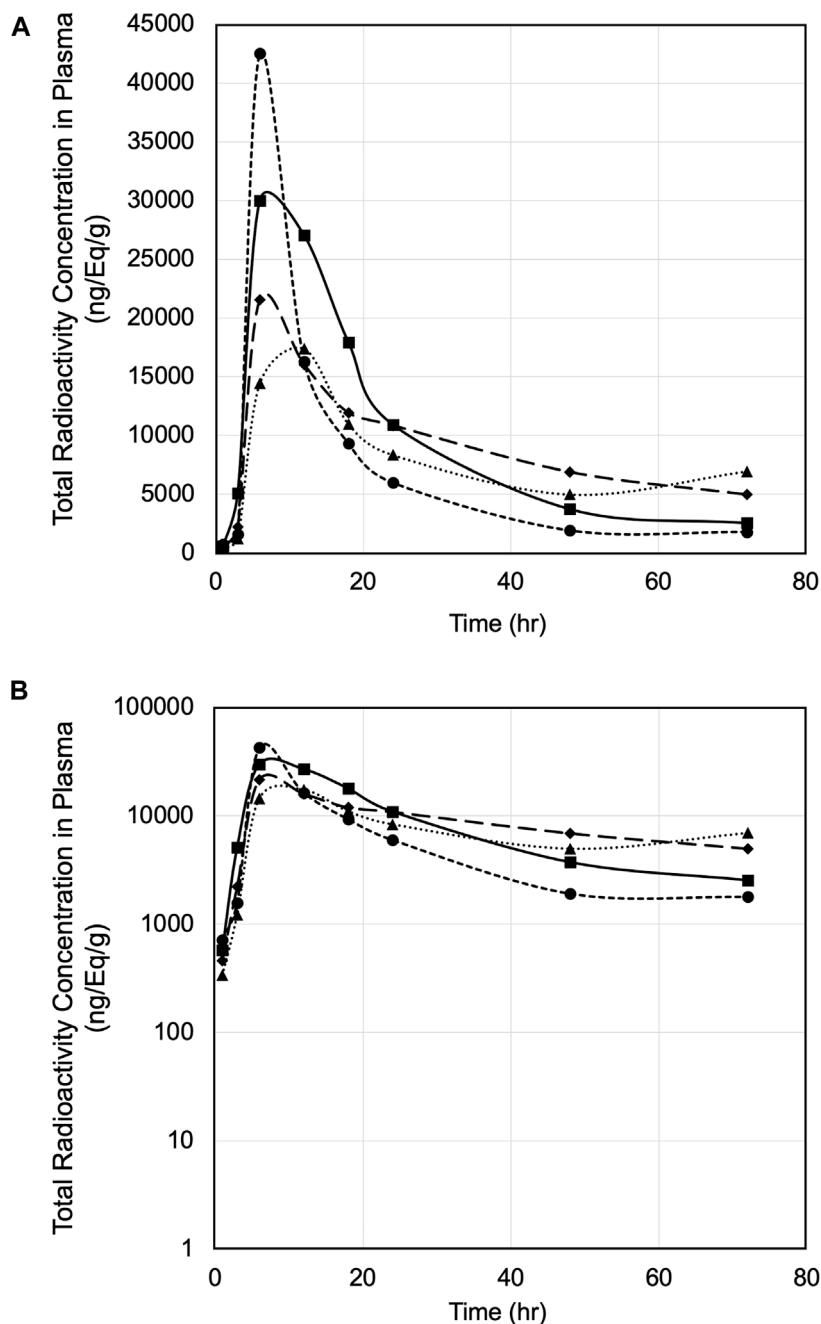 A
Total Radioactivity Concentration in Plasma
(ng/Eq/g)
45000
40000
35000
30000
25000
20000
15000
10000
5000
0
0 20 40 60 80
Time (hr)
B
Total Radioactivity Concentration in Plasma
(ng/Eq/g)
100000
10000
1000
100
10
1
0 20 40 60 80
Time (hr)